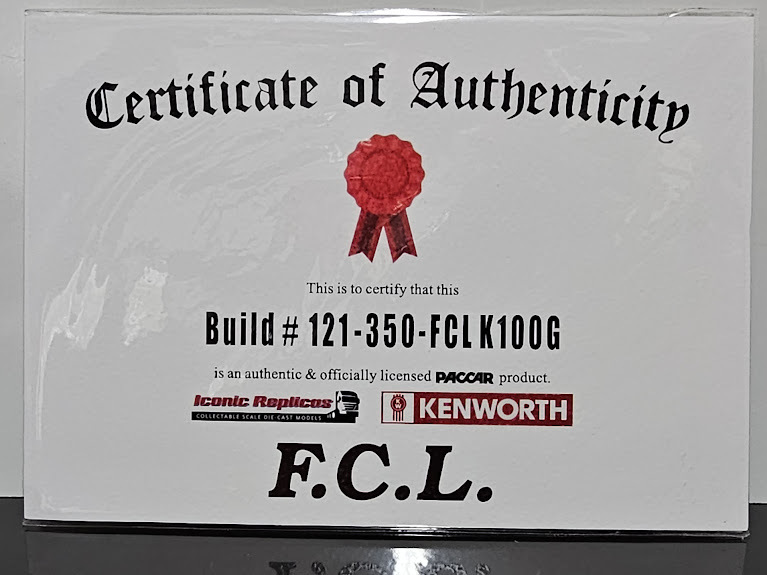 Certificate of Authenticity
This is to certify that this
Build # 121-350-FCL K100G
is an authentic & officially licensed PACCAR product.
Iconic Replicas
COLLECTABLE SCALE DIE CAST MODELS
KENWORTH
F.C.L.